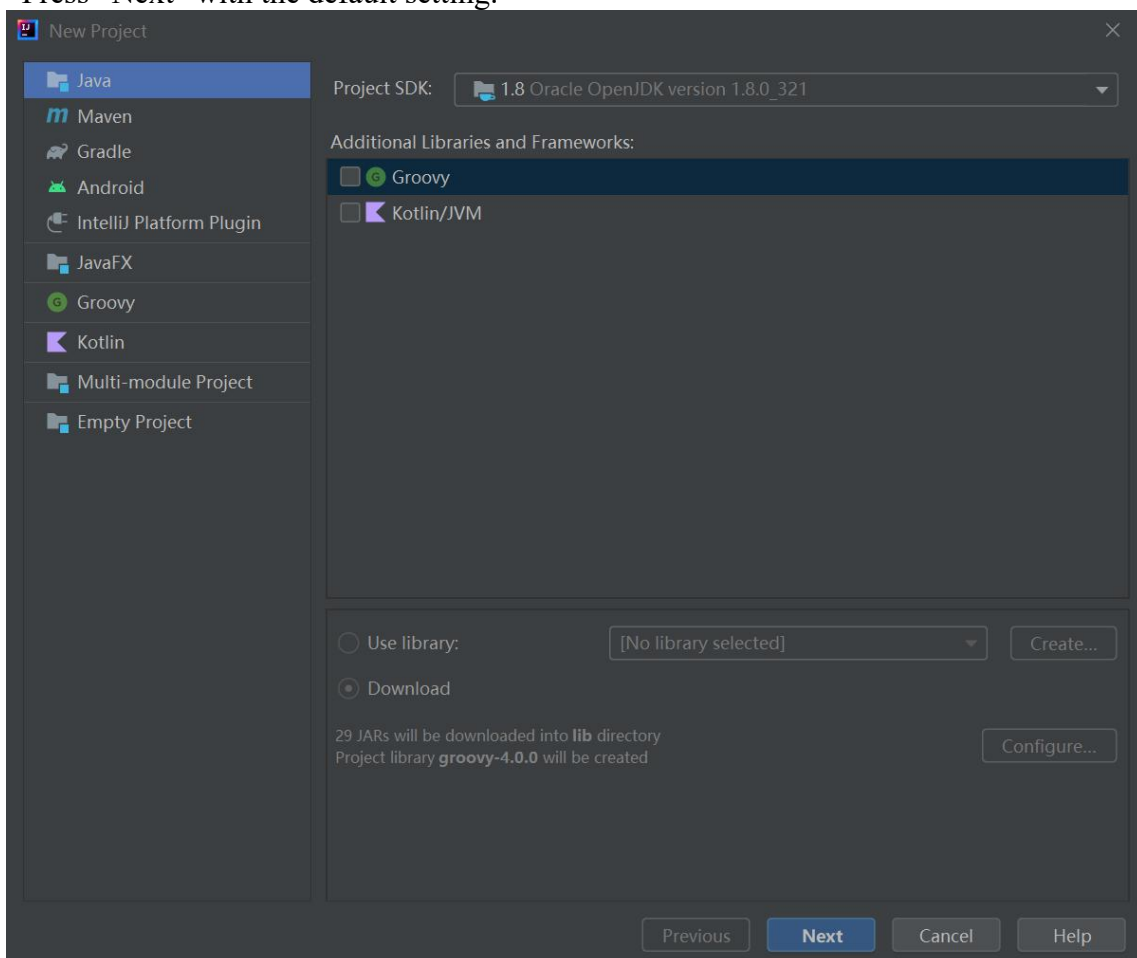 Press "Next" with the default setting.
New Project
Java
Maven
Gradle
Android
IntelliJ Platform Plugin
JavaFX
Groovy
Kotlin
Multi-module Project
Empty Project
Project SDK: 1.8 Oracle OpenJDK version 1.8.0_321
Additional Libraries and Frameworks:
Groovy
Kotlin/JVM
Use library: [No library selected] Create...
Download
29 JARs will be downloaded into lib directory
Project library groovy-4.0.0 will be created
Configure...
Previous Next Cancel Help